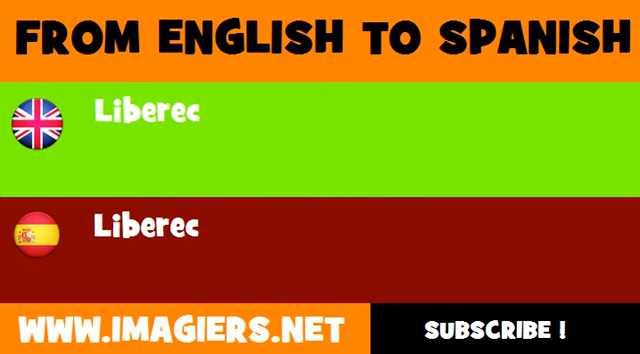 FROM ENGLISH TO SPANISH
Liberec
Liberec
WWW.IMAGIERS.NET
SUBSCRIBE !